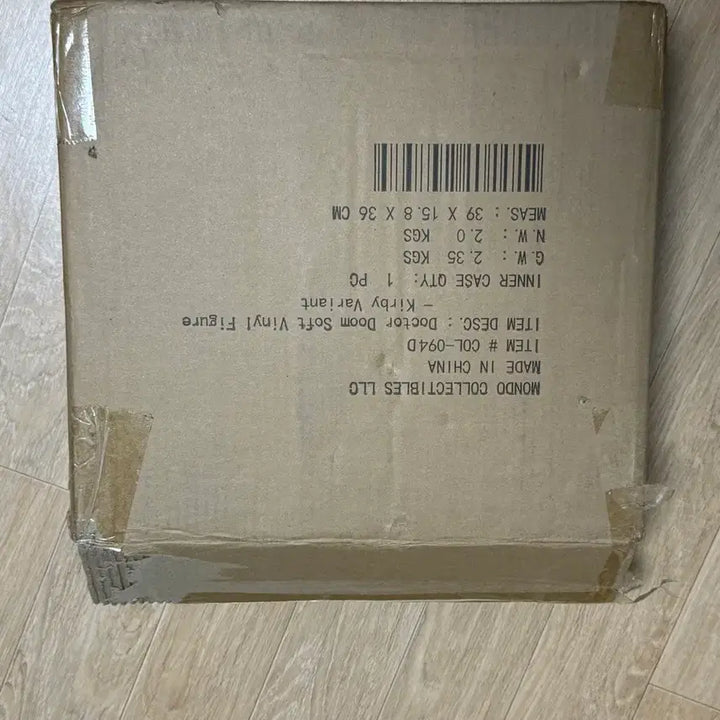 MONDO COLLECTIBLES LLC
MADE IN CHINA
ITEM # COL-094D
ITEM DESC.: Doctor Doom Soft Vinyl Figure
- Kirby Variant
INNER CASE QTY: 1 PC
G.W.: 2.35 KGS
N.W.: 2.0 KGS
MEAS.: 39 X 15.8 X 36 CM